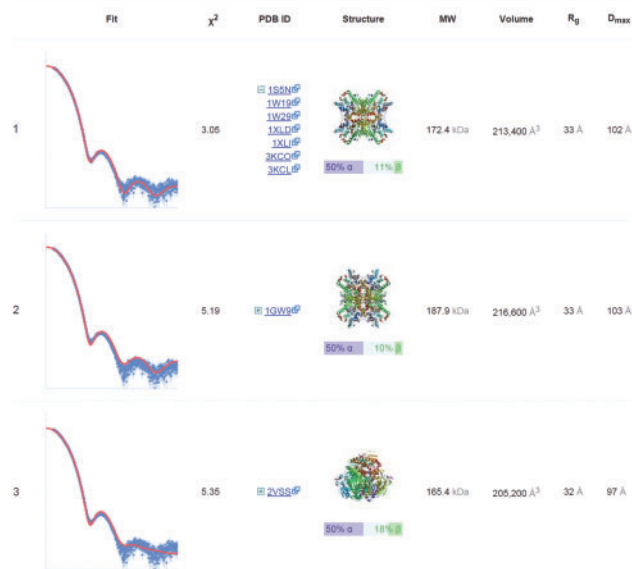 Fit χ² PDB ID Structure MW Volume Rg Dmax
1S5N
1W19
1W29
1 3.05 1XLD 172.4 kDa 213,400 Å³ 33 Å 102 Å
1XLI
3KCO
3KCL
50% α 11% β
2 5.19 1GW9 187.9 kDa 216,600 Å³ 33 Å 103 Å
50% α 10% β
3 5.35 2VSS 165.4 kDa 205,200 Å³ 32 Å 97 Å
50% α 18% β